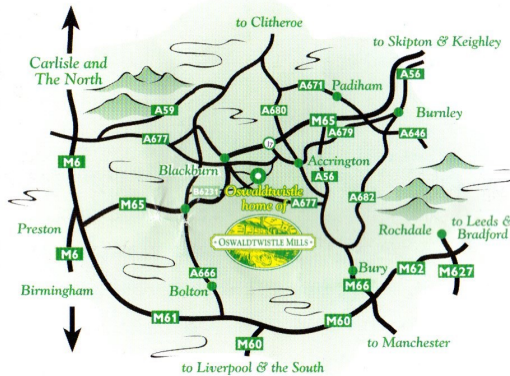 to Clitheroe
to Skipton & Keighley
Carlisle and
The North
A56
A671
Padiham
A59
A680
M65
Burnley
A679
A646
A677
M6
Blackburn
Accrington
A56
B6231
Oswaldtwistle
home of
A677
A682
M65
Preston
Rochdale
to Leeds &
Bradford
OSWALDTWISTLE MILLS
M6
A666
Bury
M62
M627
M66
Birmingham
Bolton
M61
M60
M60
to Manchester
to Liverpool & the South